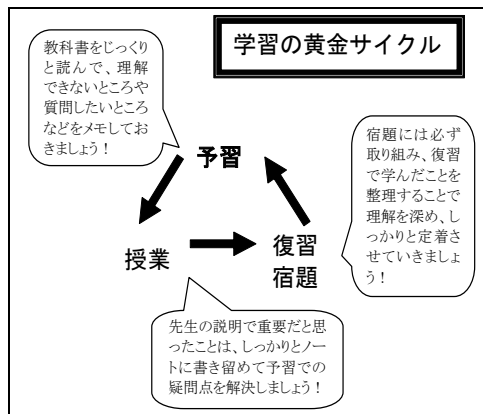 学習の黄金サイクル
教科書をじっくり
と読んで、理解
できないところや
質問したいところ
などをメモしてお
きましょう！
予習
宿題には必ず
取り組み、復習
で学んだことを
整理することで
理解を深め、し
っかりと定着さ
せていきましょ
う！
授業
復習
宿題
先生の説明で重要だと思
ったことは、しっかりとノー
トに書き留めて予習での
疑問点を解決しましょう！